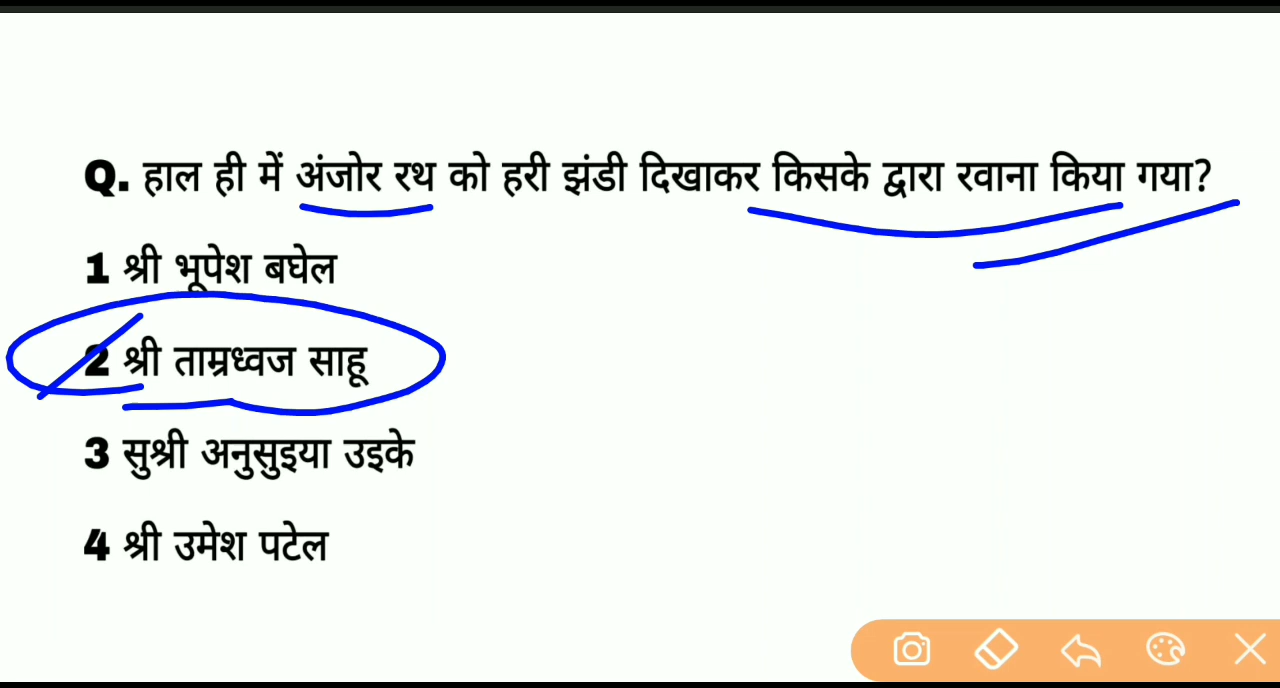 Q. हाल ही में अंजोर रथ को हरी झंडी दिखाकर किसके द्वारा रवाना किया गया?
1 श्री भूपेश बघेल
2 श्री ताम्रध्वज साहू
3 सुश्री अनुसुइया उइके
4 श्री उमेश पटेल